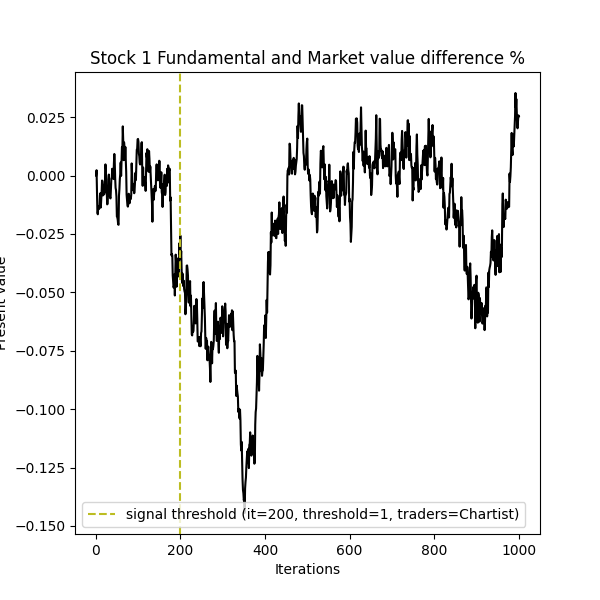 Stock 1 Fundamental and Market value difference %
0.025
0.000
−0.025
−0.050
−0.075
−0.100
−0.125
−0.150
Present value
signal threshold (it=200, threshold=1, traders=Chartist)
0 200 400 600 800 1000
Iterations